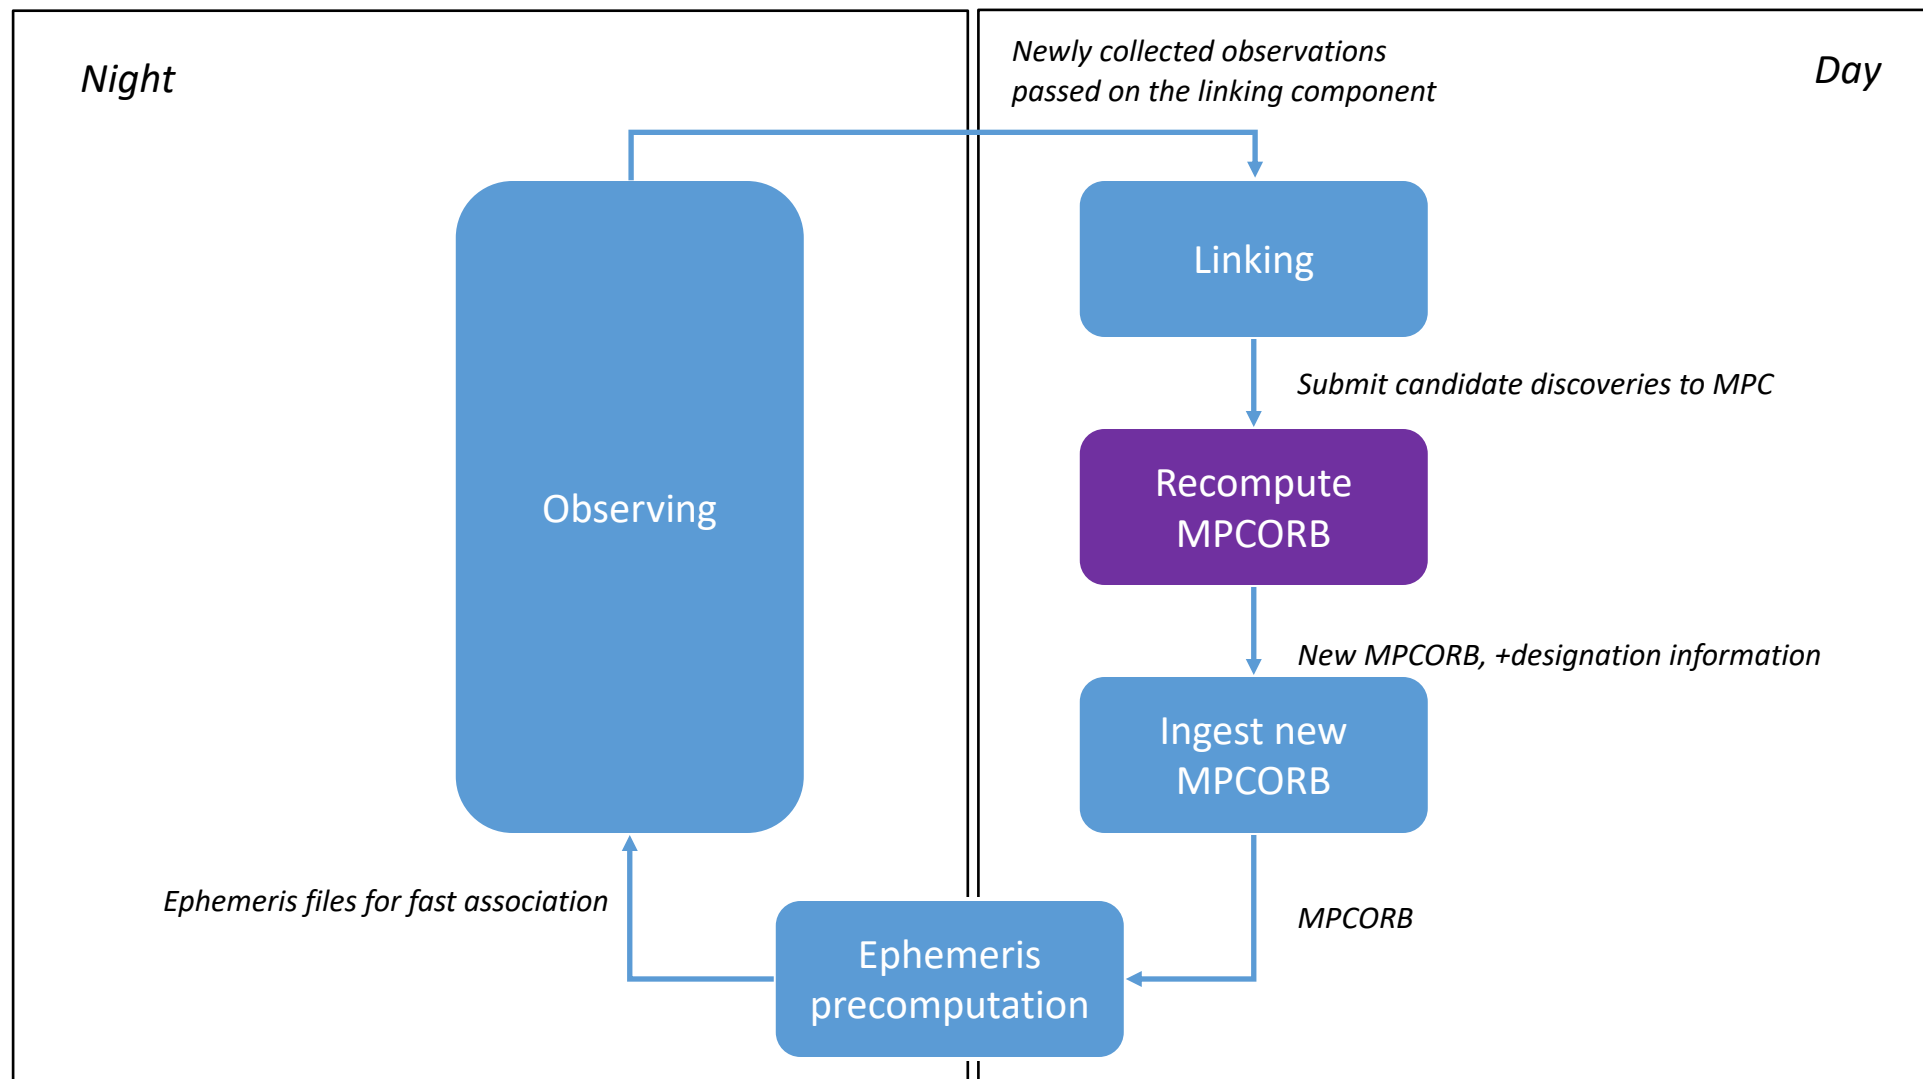 Night
Newly collected observations
passed on the linking component
Day
Linking
Submit candidate discoveries to MPC
Recompute
MPCORB
Observing
New MPCORB, +designation information
Ingest new
MPCORB
Ephemeris files for fast association
MPCORB
Ephemeris
precomputation